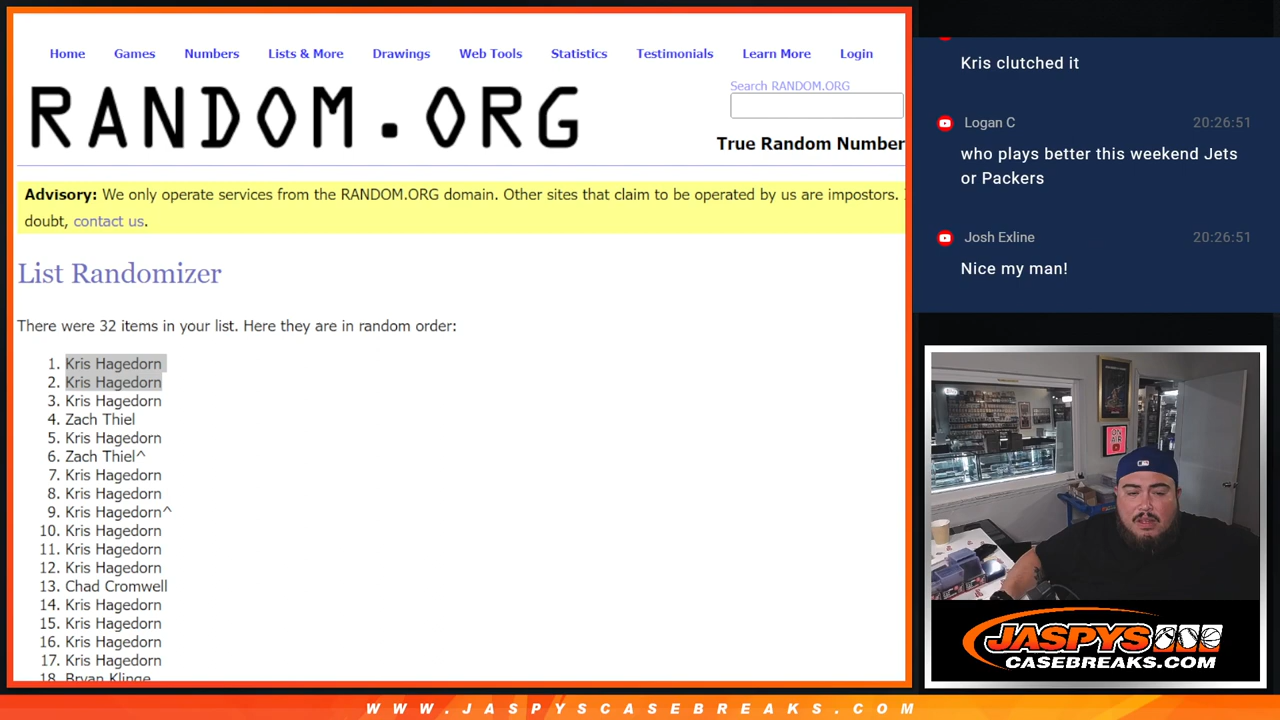 Home Games Numbers Lists & More Drawings Web Tools Statistics Testimonials Learn More Login
RANDOM.ORG
Search RANDOM.ORG
True Random Number
Advisory: We only operate services from the RANDOM.ORG domain. Other sites that claim to be operated by us are impostors.
doubt, contact us.
List Randomizer
There were 32 items in your list. Here they are in random order:
1. Kris Hagedorn
2. Kris Hagedorn
3. Kris Hagedorn
4. Zach Thiel
5. Kris Hagedorn
6. Zach Thiel^
7. Kris Hagedorn
8. Kris Hagedorn
9. Kris Hagedorn^
10. Kris Hagedorn
11. Kris Hagedorn
12. Kris Hagedorn
13. Chad Cromwell
14. Kris Hagedorn
15. Kris Hagedorn
16. Kris Hagedorn
17. Kris Hagedorn
18. Bryan Klinge
Kris clutched it
Logan C 20:26:51
who plays better this weekend Jets
or Packers
Josh Exline 20:26:51
Nice my man!
ON
AIR
JASPYS
CASEBREAKS.COM
WWW.JASPYSCASEBREAKS.COM